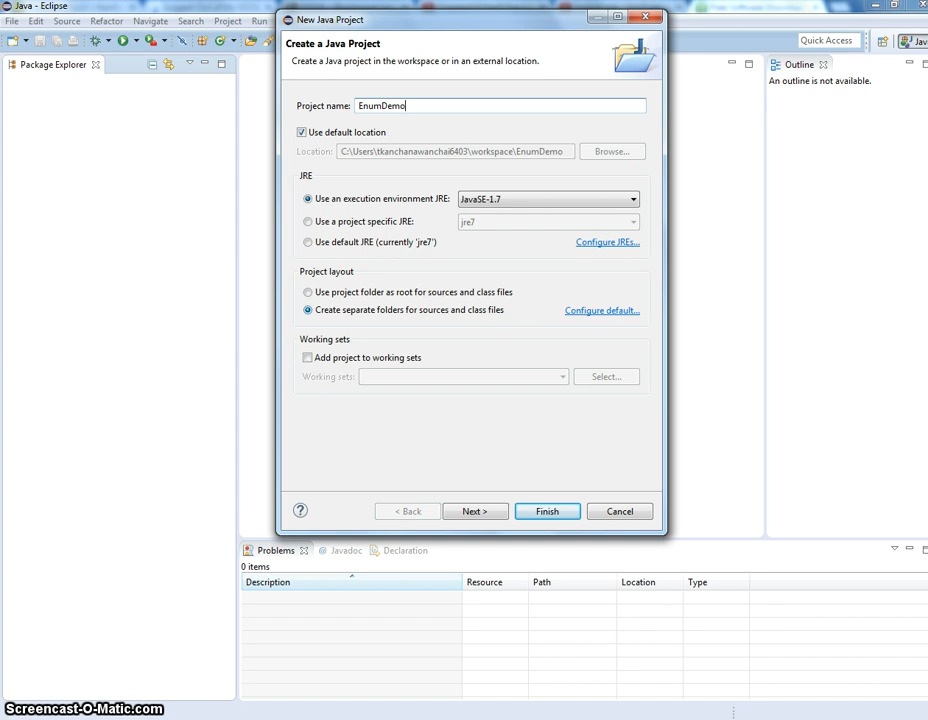 Java - Eclipse
New Java Project
File Edit Source Refactor Navigate Search Project Run
Create a Java Project
Create a Java project in the workspace or in an external location.
Quick Access
Jav
Package Explorer
Outline
An outline is not available.
Project name: EnumDemo
Use default location
Location: C:\Users\tkanchanawanchai6403\workspace\EnumDemo Browse...
JRE
Use an execution environment JRE: JavaSE-1.7
Use a project specific JRE: jre7
Use default JRE (currently 'jre7') Configure JREs...
Project layout
Use project folder as root for sources and class files
Create separate folders for sources and class files Configure default...
Working sets
Add project to working sets
Working sets: Select...
? < Back Next > Finish Cancel
Problems @ Javadoc Declaration
0 items
Description Resource Path Location Type
Screencast-O-Matic.com